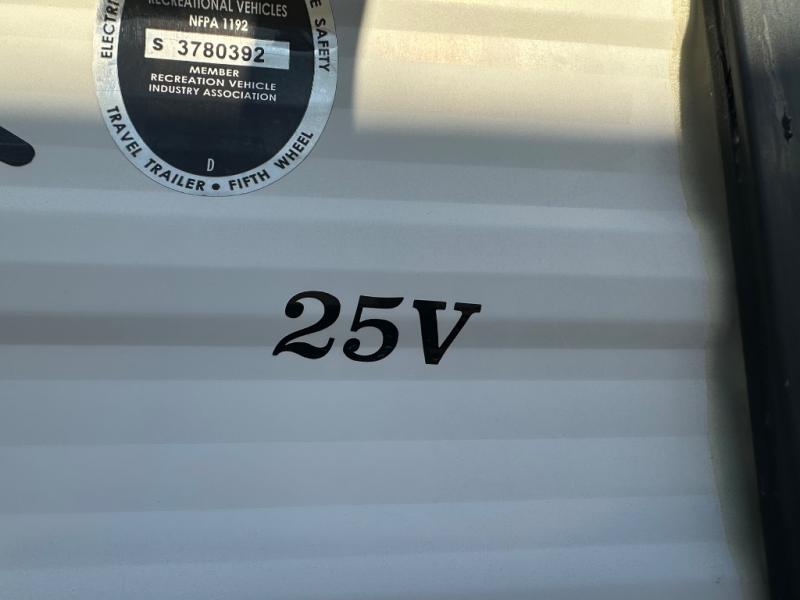 RECREATIONAL VEHICLES
NFPA 1192
S 3780392
MEMBER
RECREATION VEHICLE
INDUSTRY ASSOCIATION
D
SAFETY
TRAVEL TRAILER • FIFTH WHEEL
25V